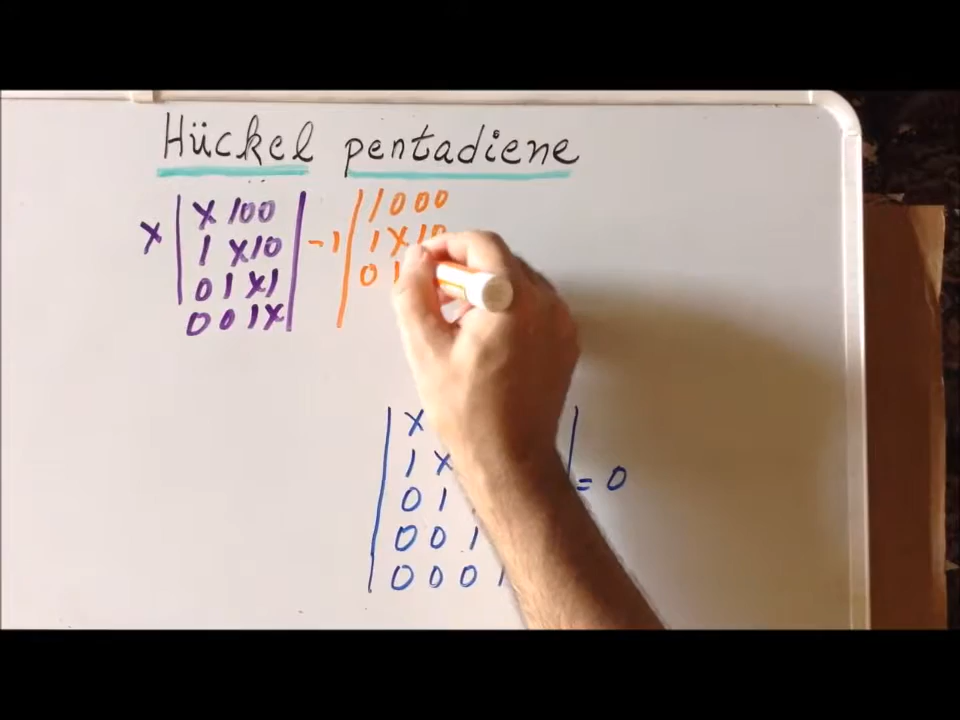 Hückel pentadiene
x | x 1 0 0 | - 1 | 1 0 0 0
1 x 1 0 | 1 x 1 0
0 1 x 1 | 0 1
0 0 1 x
| x |
1 x
0 1 = 0
0 0 1
0 0 0 1